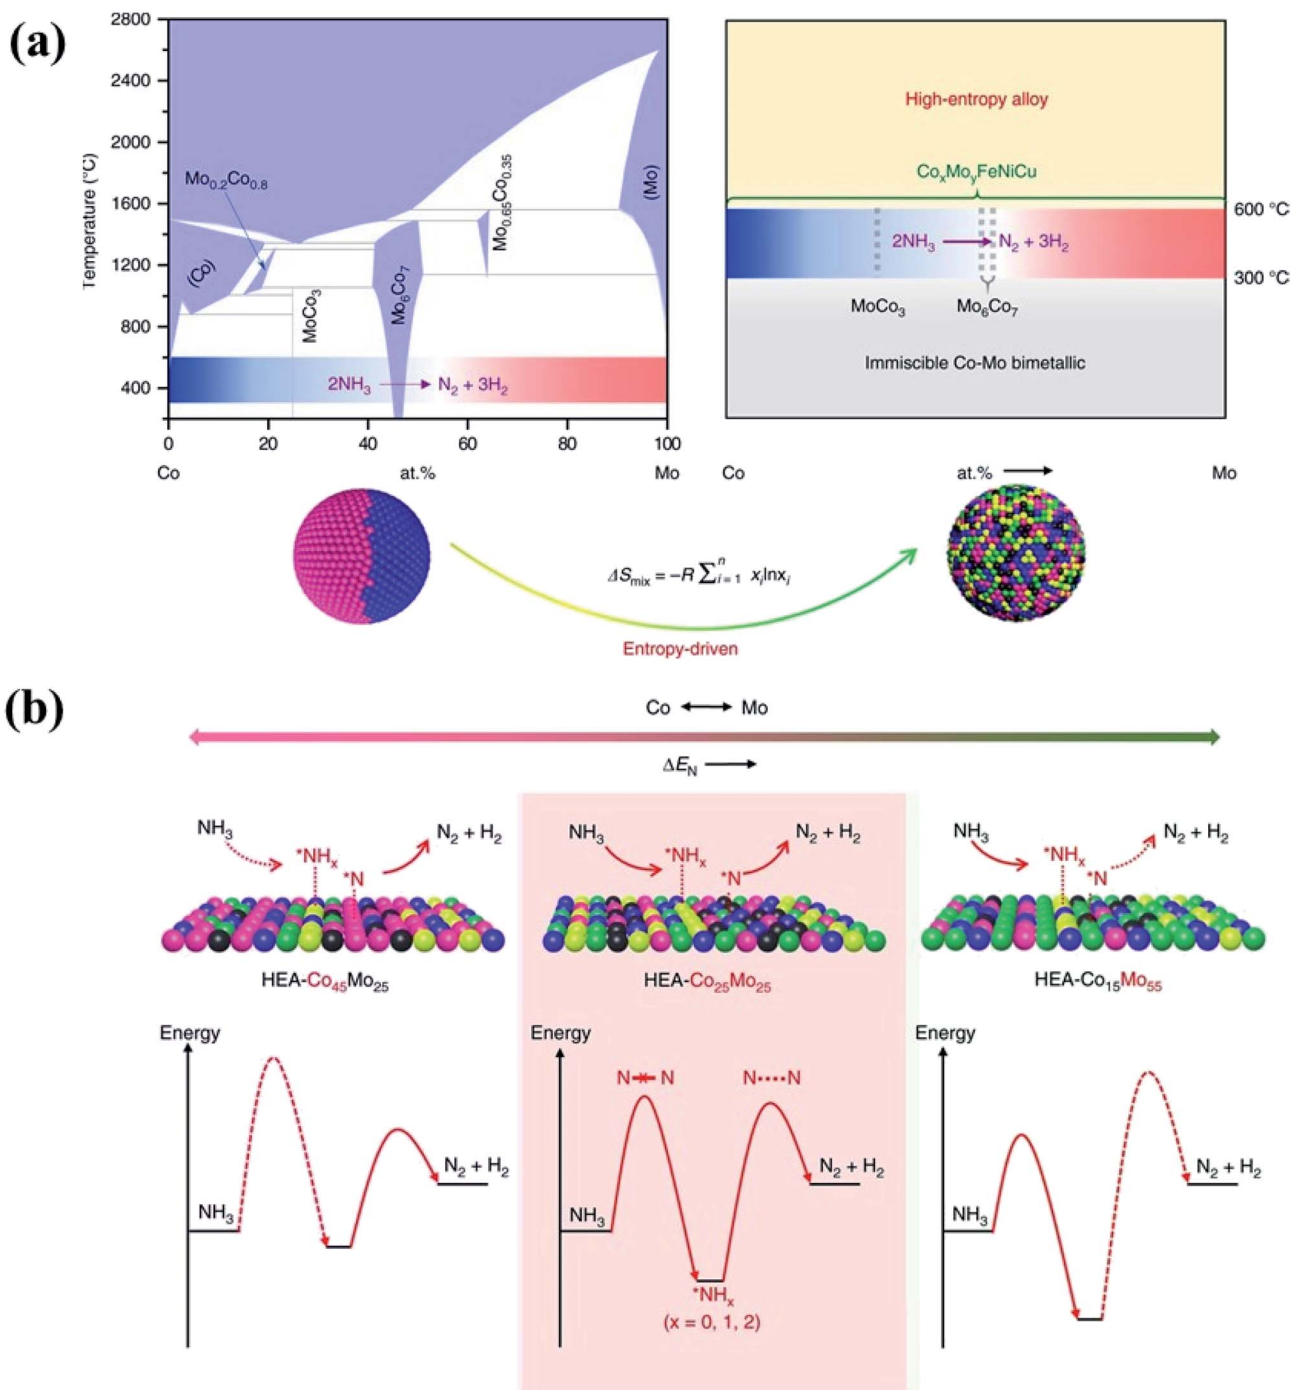 (a)
2800
2400
2000
1600
1200
800
400
Temperature (°C)
Mo0.2Co0.8
(Co)
MoCo3
Mo6Co7
Mo0.65Co0.35
(Mo)
2NH3 → N2 + 3H2
0 20 40 60 80 100
Co at.% Mo
High-entropy alloy
CoxMoyFeNiCu
600 °C
2NH3 → N2 + 3H2
300 °C
MoCo3 Mo6Co7
Immiscible Co-Mo bimetallic
Co at.% → Mo
ΔSmix = –R ∑ni = 1 xilnxi
Entropy-driven
(b)
Co ↔ Mo
ΔEN →
NH3 *NHx *N N2 + H2
NH3 *NHx *N N2 + H2
NH3 *NHx *N N2 + H2
HEA-Co45Mo25 HEA-Co25Mo25 HEA-Co15Mo55
Energy
NH3
N2 + H2
Energy
N N N N
NH3
N2 + H2
*NHx
(x = 0, 1, 2)
Energy
NH3
N2 + H2